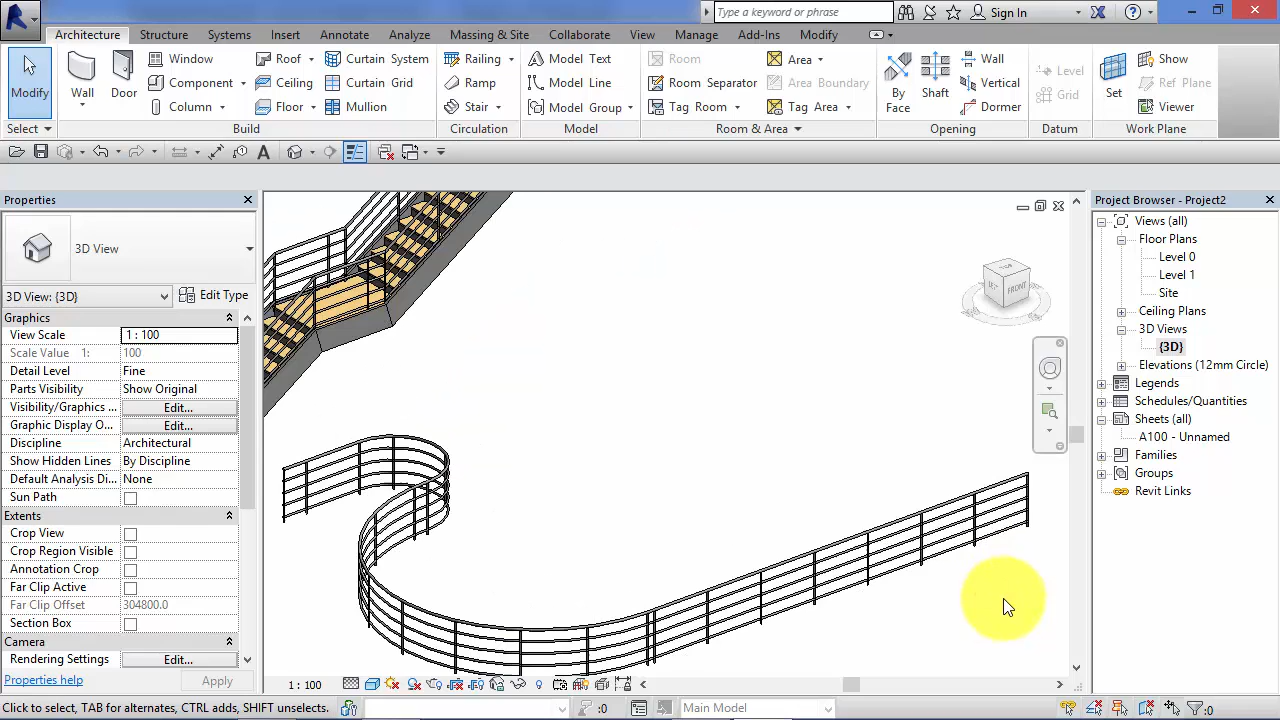 Type a keyword or phrase
Sign In
Architecture Structure Systems Insert Annotate Analyze Massing & Site Collaborate View Manage Add-Ins Modify
Modify
Select
Wall
Door
Window
Component
Column
Roof
Ceiling
Floor
Curtain System
Curtain Grid
Mullion
Build
Railing
Ramp
Stair
Circulation
Model Text
Model Line
Model Group
Model
Room
Room Separator
Tag Room
Area
Area Boundary
Tag Area
Room & Area
By
Face
Shaft
Wall
Vertical
Dormer
Opening
Level
Grid
Datum
Set
Show
Ref Plane
Viewer
Work Plane
Properties
3D View
3D View: {3D}
Edit Type
Graphics
View Scale 1 : 100
Scale Value 1: 100
Detail Level Fine
Parts Visibility Show Original
Visibility/Graphics ... Edit...
Graphic Display O... Edit...
Discipline Architectural
Show Hidden Lines By Discipline
Default Analysis Di... None
Sun Path
Extents
Crop View
Crop Region Visible
Annotation Crop
Far Clip Active
Far Clip Offset 304800.0
Section Box
Camera
Rendering Settings Edit...
Properties help
Apply
TOP
FRONT
1 : 100
Project Browser - Project2
Views (all)
Floor Plans
Level 0
Level 1
Site
Ceiling Plans
3D Views
{3D}
Elevations (12mm Circle)
Legends
Schedules/Quantities
Sheets (all)
A100 - Unnamed
Families
Groups
Revit Links
Click to select, TAB for alternates, CTRL adds, SHIFT unselects.
:0
Main Model
:0